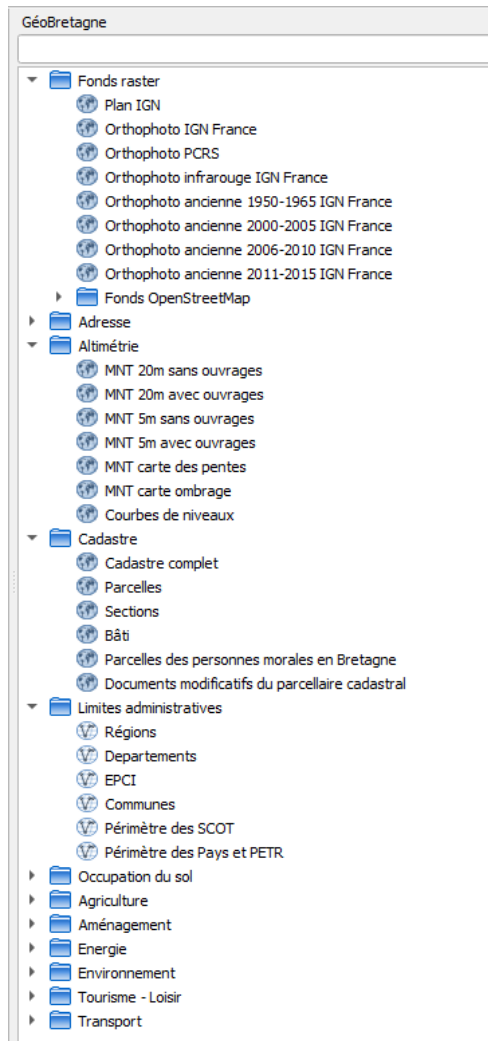 GéoBretagne
Fonds raster
Plan IGN
Orthophoto IGN France
Orthophoto PCRS
Orthophoto infrarouge IGN France
Orthophoto ancienne 1950-1965 IGN France
Orthophoto ancienne 2000-2005 IGN France
Orthophoto ancienne 2006-2010 IGN France
Orthophoto ancienne 2011-2015 IGN France
Fonds OpenStreetMap
Adresse
Altimétrie
MNT 20m sans ouvrages
MNT 20m avec ouvrages
MNT 5m sans ouvrages
MNT 5m avec ouvrages
MNT carte des pentes
MNT carte ombrage
Courbes de niveaux
Cadastre
Cadastre complet
Parcelles
Sections
Bâti
Parcelles des personnes morales en Bretagne
Documents modificatifs du parcellaire cadastral
Limites administratives
Régions
Departements
EPCI
Communes
Périmètre des SCOT
Périmètre des Pays et PETR
Occupation du sol
Agriculture
Aménagement
Energie
Environnement
Tourisme - Loisir
Transport